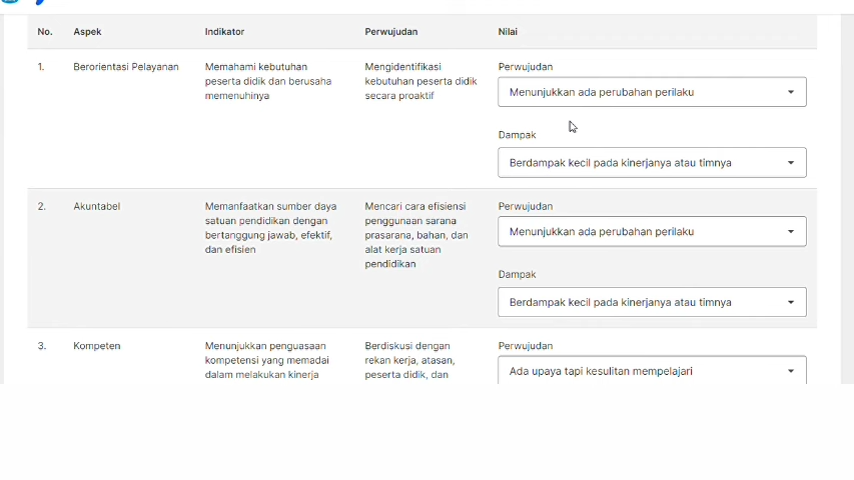 No. Aspek Indikator Perwujudan Nilai
1. Berorientasi Pelayanan
Memahami kebutuhan
peserta didik dan berusaha
memenuhinya
Mengidentifikasi
kebutuhan peserta didik
secara proaktif
Perwujudan
Menunjukkan ada perubahan perilaku
Dampak
Berdampak kecil pada kinerjanya atau timnya
2. Akuntabel
Memanfaatkan sumber daya
satuan pendidikan dengan
bertanggung jawab, efektif,
dan efisien
Mencari cara efisiensi
penggunaan sarana
prasarana, bahan, dan
alat kerja satuan
pendidikan
Perwujudan
Menunjukkan ada perubahan perilaku
Dampak
Berdampak kecil pada kinerjanya atau timnya
3. Kompeten
Menunjukkan penguasaan
kompetensi yang memadai
dalam melakukan kinerja
Berdiskusi dengan
rekan kerja, atasan,
peserta didik, dan
Perwujudan
Ada upaya tapi kesulitan mempelajari